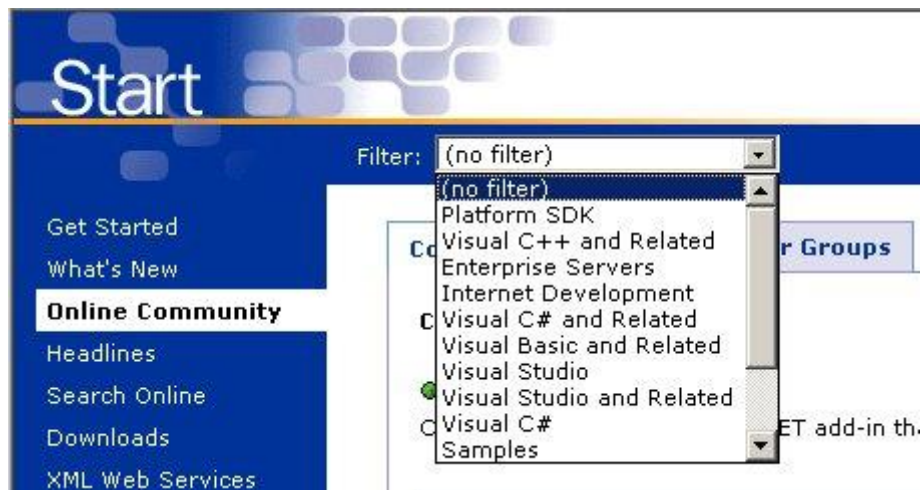 Start
Filter: (no filter)
(no filter)
Platform SDK
Visual C++ and Related
Enterprise Servers
Internet Development
Visual C# and Related
Visual Basic and Related
Visual Studio
Visual Studio and Related
Visual C#
Samples
Get Started
What's New
Online Community
Headlines
Search Online
Downloads
XML Web Services
r Groups
ET add-in